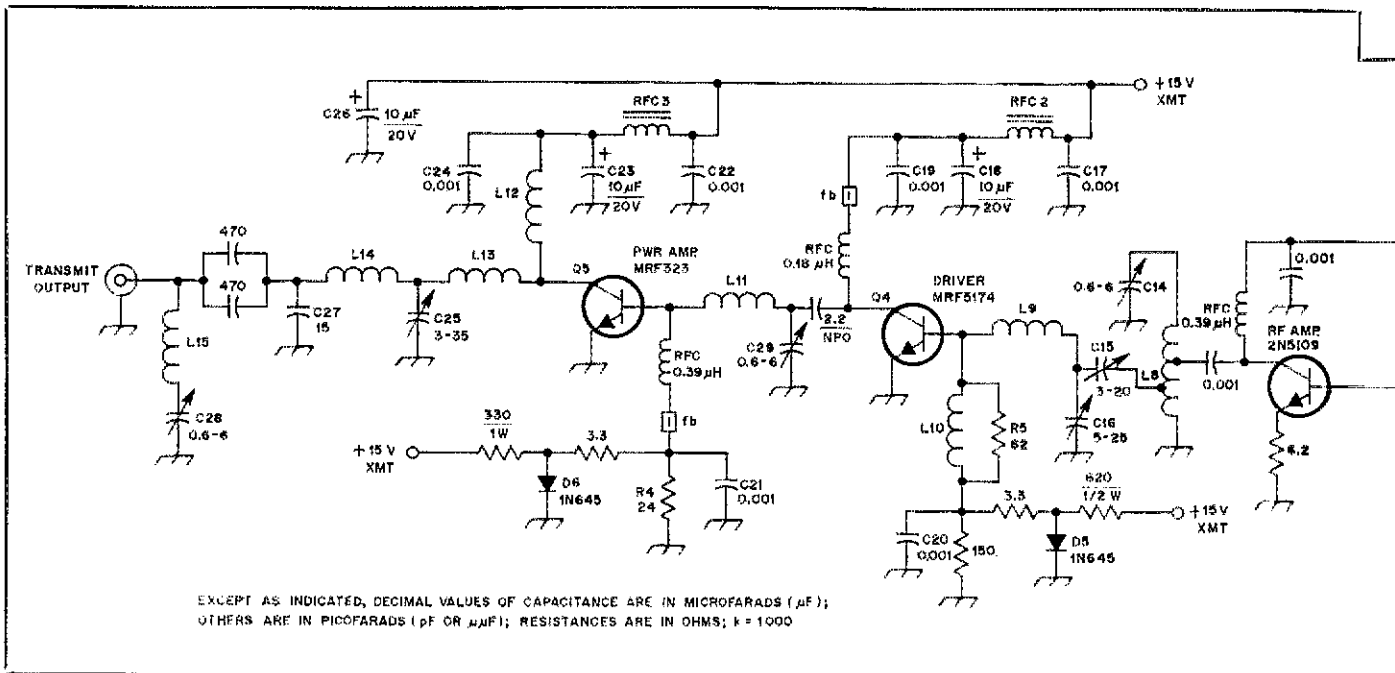 +15 V
XMT
C26
+
10 µF
20V
RFC 3
RFC 2
C24
0.001
L12
+
C23
10 µF
20V
C22
0.001
fb
C19
0.001
+
C18
10 µF
20V
C17
0.001
470
470
L14
L13
Q5
PWR AMP
MRF323
RFC
0.18 µH
L11
Q4
DRIVER
MRF5174
L9
0.6-6
C14
0.001
RFC
0.39 µH
RF AMP
2N5109
TRANSMIT
OUTPUT
C27
15
C25
3-35
C29
0.6-6
2.2
NPO
C15
3-20
L8
0.001
L15
RFC
0.39 µH
C28
0.6-6
L10
R5
62
C16
5-25
6.2
330
1W
3.3
fb
+15 V
XMT
D6
1N645
R4
24
C21
0.001
3.3
620
1/2 W
+15V
XMT
C20
0.001
150
D5
1N645
EXCEPT AS INDICATED, DECIMAL VALUES OF CAPACITANCE ARE IN MICROFARADS (µF);
OTHERS ARE IN PICOFARADS (pF OR µµF); RESISTANCES ARE IN OHMS; k = 1000